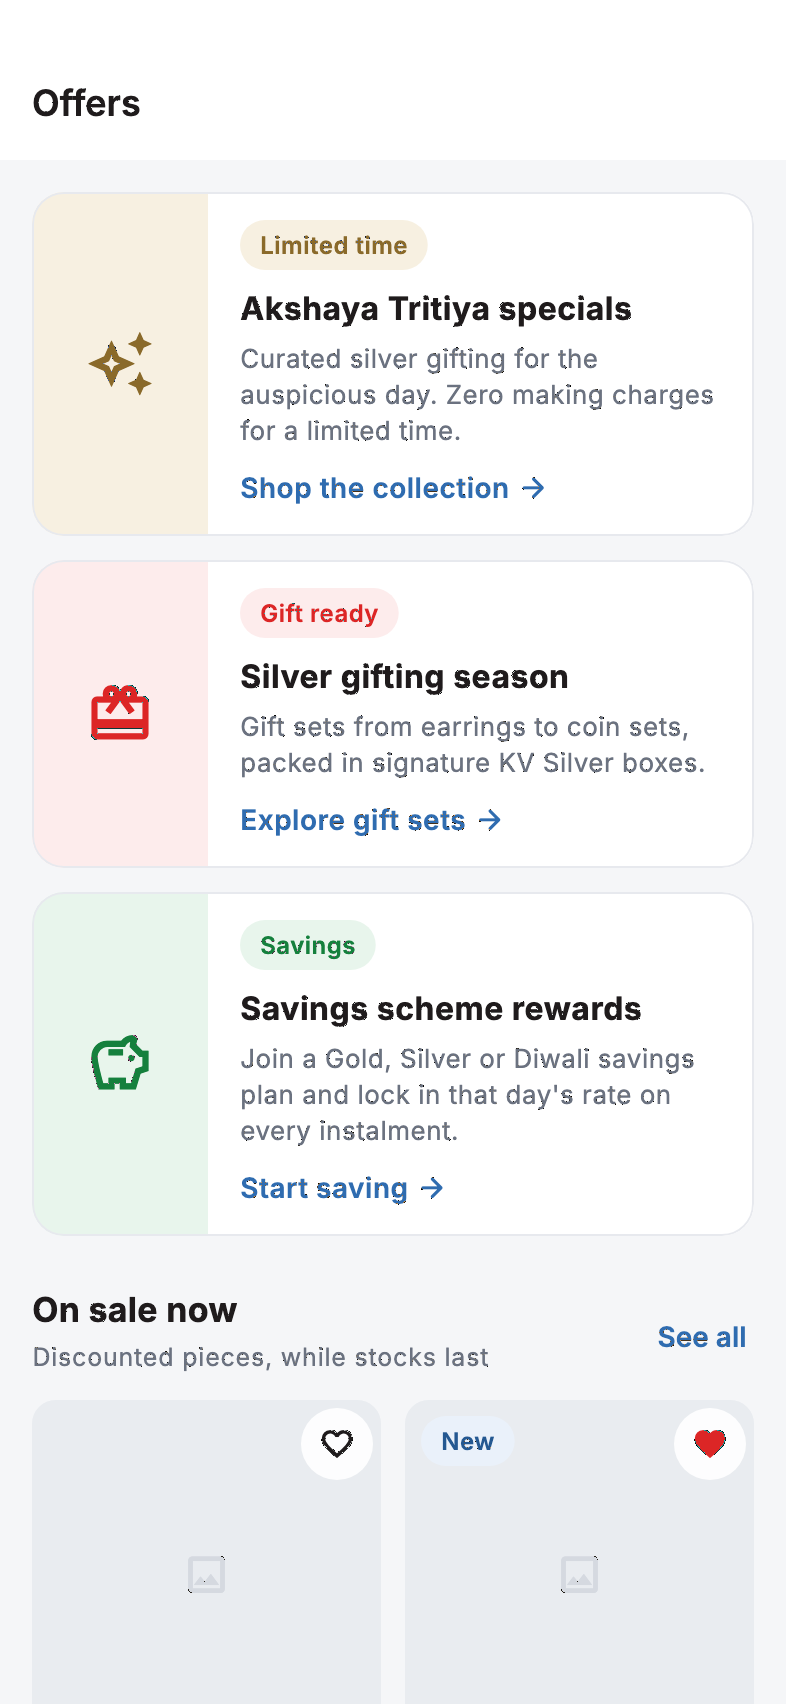 Offers
Limited time
Akshaya Tritiya specials
Curated silver gifting for the
auspicious day. Zero making charges
for a limited time.
Shop the collection →
Gift ready
Silver gifting season
Gift sets from earrings to coin sets,
packed in signature KV Silver boxes.
Explore gift sets →
Savings
Savings scheme rewards
Join a Gold, Silver or Diwali savings
plan and lock in that day's rate on
every instalment.
Start saving →
On sale now
See all
Discounted pieces, while stocks last
New